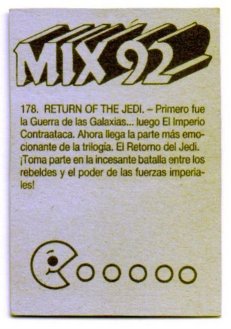 MIX 92
178. RETURN OF THE JEDI. – Primero fue
la Guerra de las Galaxias... luego El Imperio
Contraataca. Ahora llega la parte más emo-
cionante de la trilogía. El Retorno del Jedi.
¡Toma parte en la incesante batalla entre los
rebeldes y el poder de las fuerzas imperia-
les!